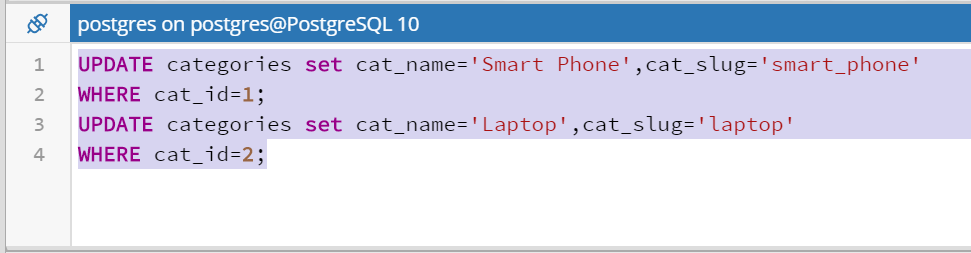 postgres on postgres@PostgreSQL 10
1 UPDATE categories set cat_name='Smart Phone',cat_slug='smart_phone'
2 WHERE cat_id=1;
3 UPDATE categories set cat_name='Laptop',cat_slug='laptop'
4 WHERE cat_id=2;